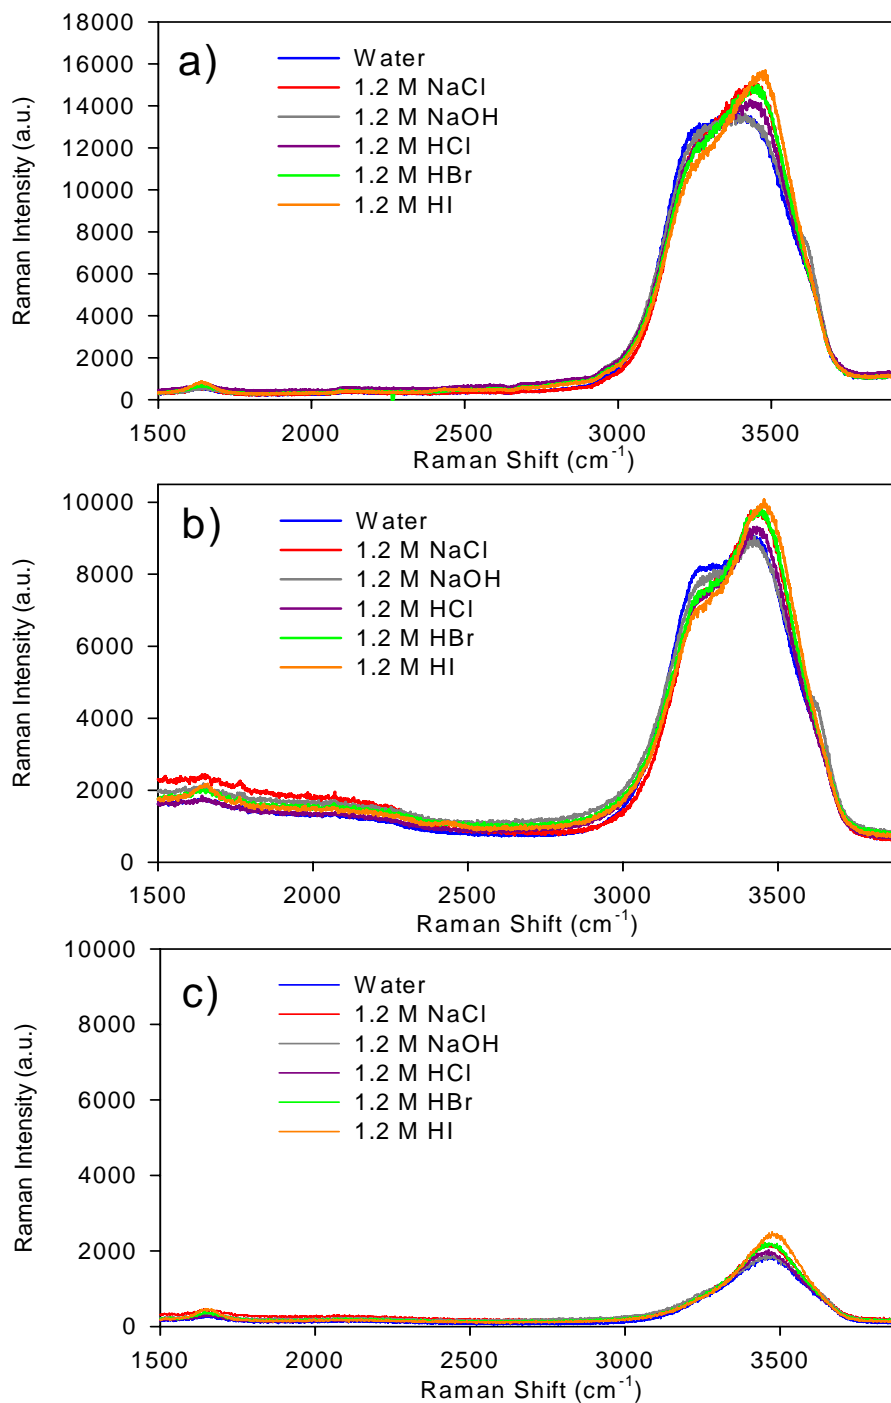 18000
16000
14000
12000
10000
8000
6000
4000
2000
0
Raman Intensity (a.u.)
a)
Water
1.2 M NaCl
1.2 M NaOH
1.2 M HCl
1.2 M HBr
1.2 M HI
1500 2000 2500 3000 3500
Raman Shift (cm-1)
10000
8000
6000
4000
2000
0
Raman Intensity (a.u.)
b)
Water
1.2 M NaCl
1.2 M NaOH
1.2 M HCl
1.2 M HBr
1.2 M HI
1500 2000 2500 3000 3500
Raman Shift (cm-1)
10000
8000
6000
4000
2000
0
Raman Intensity (a.u.)
c)
Water
1.2 M NaCl
1.2 M NaOH
1.2 M HCl
1.2 M HBr
1.2 M HI
1500 2000 2500 3000 3500
Raman Shift (cm-1)